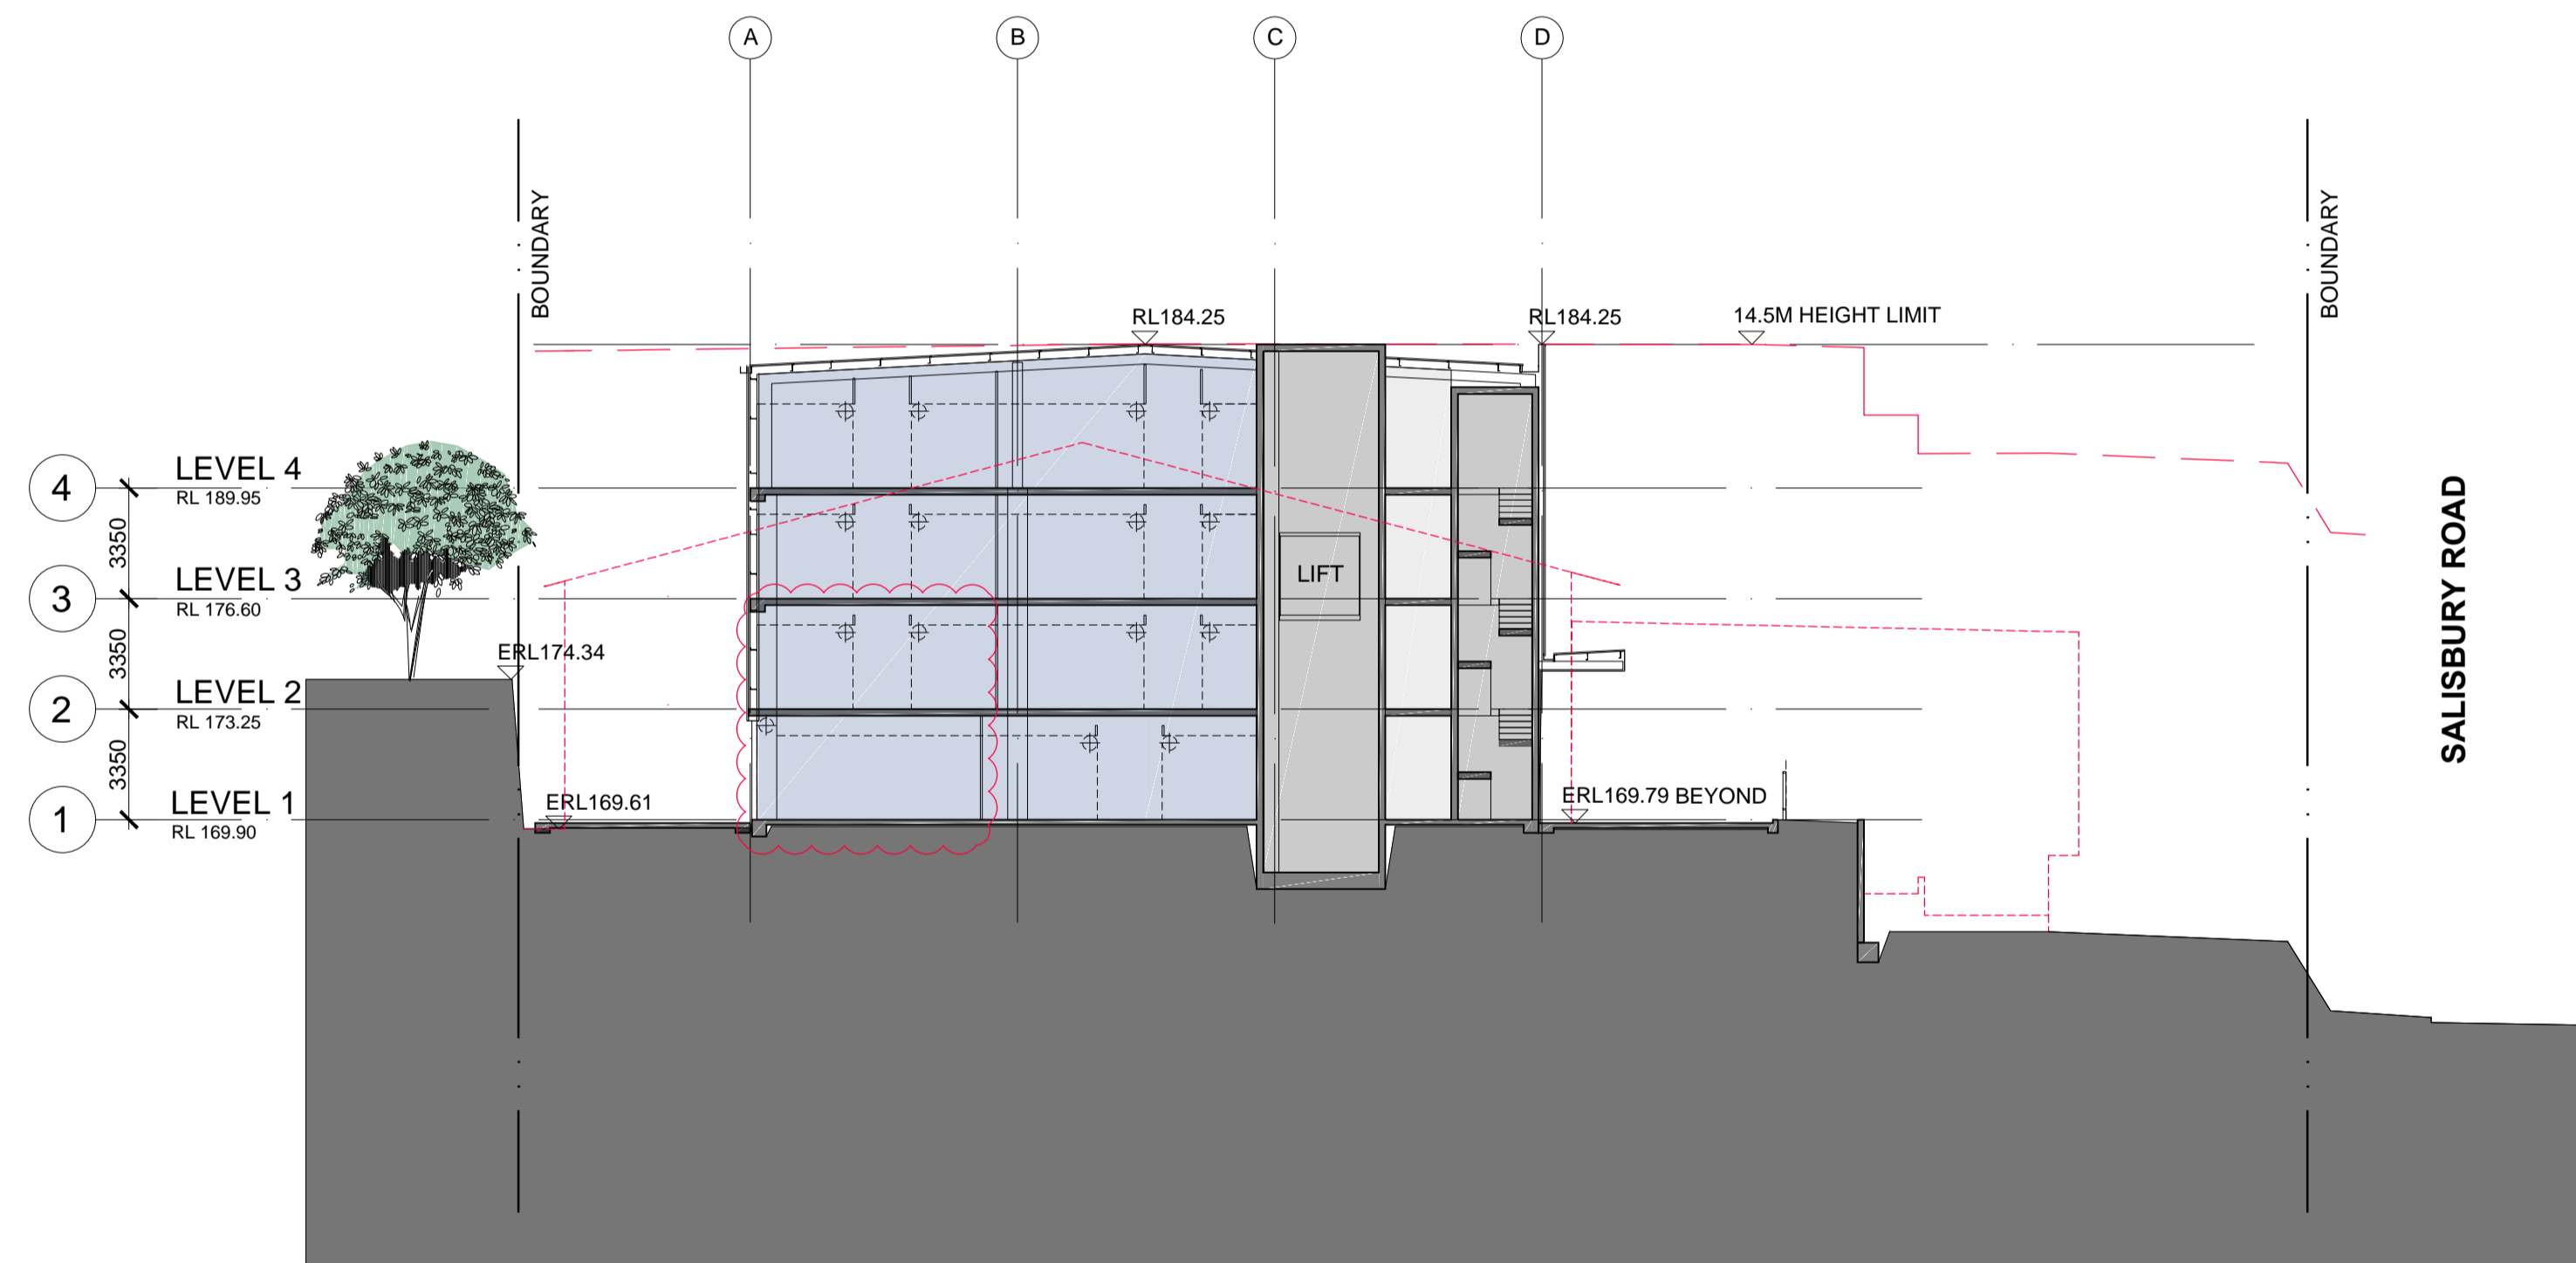 A
B
C
D
BOUNDARY
BOUNDARY
RL184.25
RL184.25
14.5M HEIGHT LIMIT
4
LEVEL 4
RL 189.95
3350
3
LEVEL 3
RL 176.60
LIFT
3350
ERL174.34
2
LEVEL 2
RL 173.25
3350
1
LEVEL 1
RL 169.90
ERL169.61
ERL169.79 BEYOND
SALISBURY ROAD